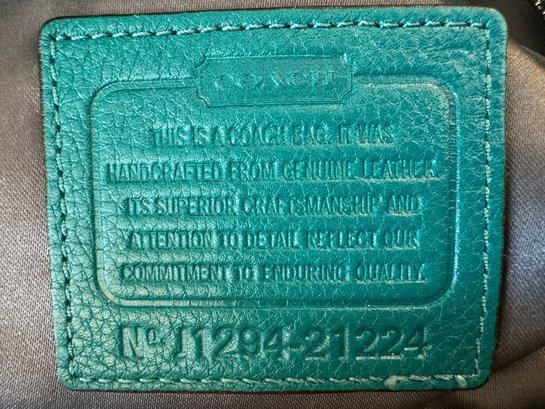 COACH
THIS IS A COACH BAG. IT WAS
HANDCRAFTED FROM GENUINE LEATHER.
ITS SUPERIOR CRAFTSMANSHIP AND
ATTENTION TO DETAIL REFLECT OUR
COMMITMENT TO ENDURING QUALITY.
No J1294-21224